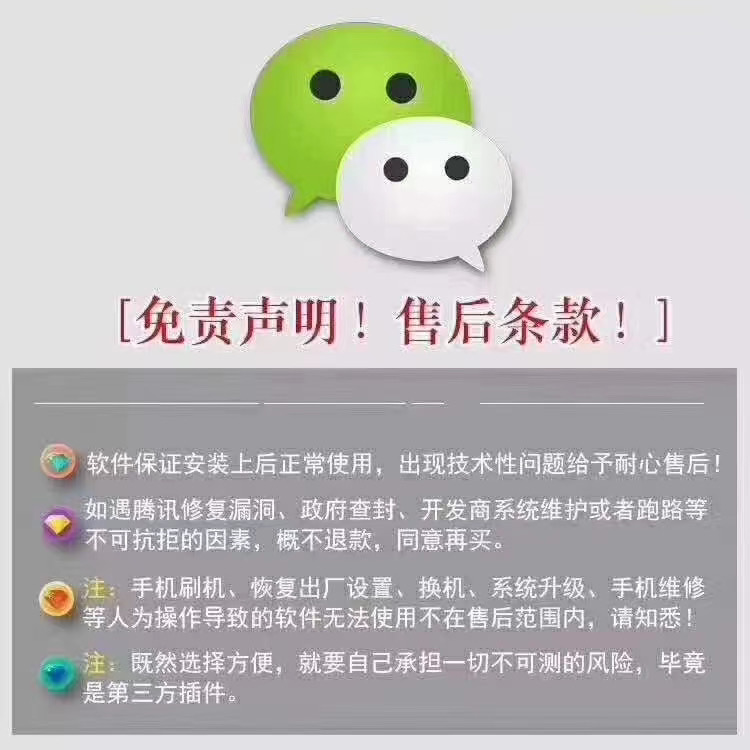 [免责声明！售后条款！]
软件保证安装上后正常使用，出现技术性问题给予耐心售后！
如遇腾讯修复漏洞、政府查封、开发商系统维护或者跑路等
不可抗拒的因素，概不退款，同意再买。
注：手机刷机、恢复出厂设置、换机、系统升级、手机维修
等人为操作导致的软件无法使用不在售后范围内，请知悉！
注：既然选择方便，就要自己承担一切不可测的风险，毕竟
是第三方插件。